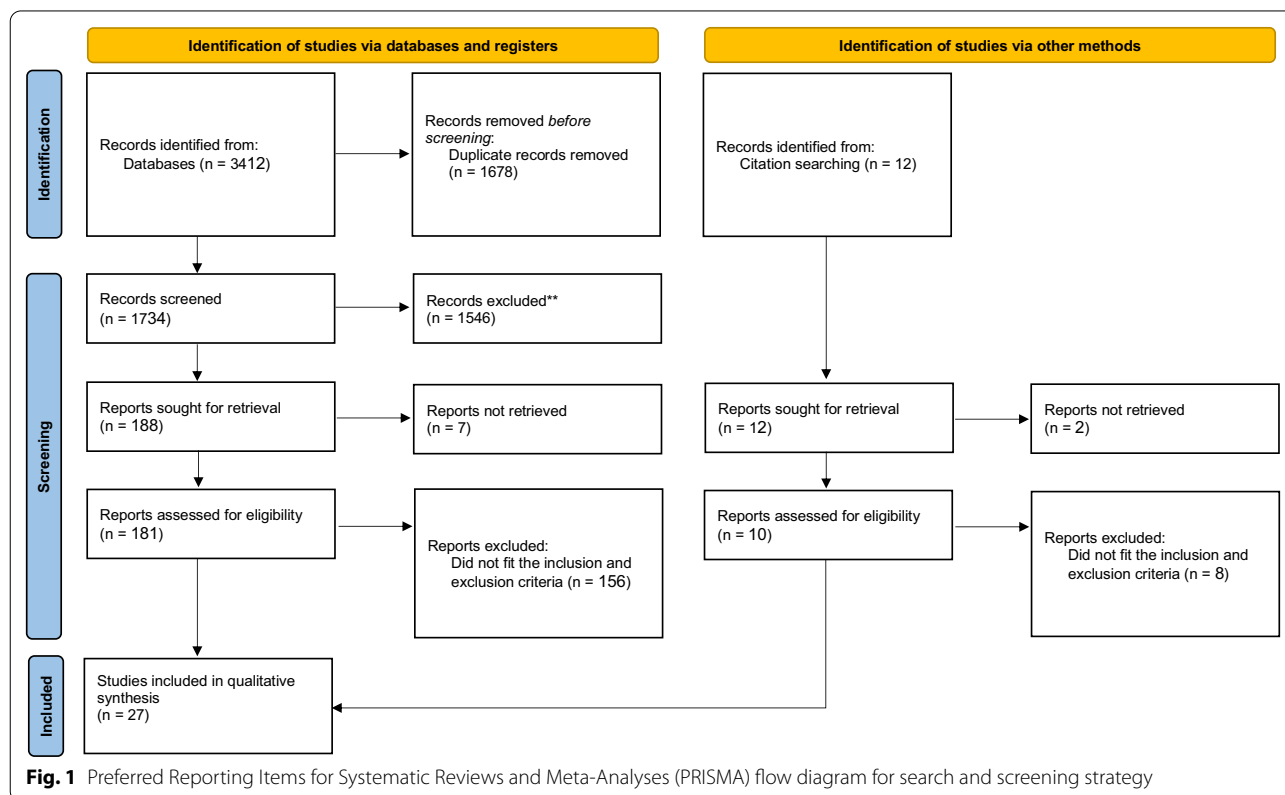 Identification of studies via databases and registers
Identification of studies via other methods
Identification
Records identified from:
Databases (n = 3412)
Records removed before
screening:
Duplicate records removed
(n = 1678)
Records identified from:
Citation searching (n = 12)
Screening
Records screened
(n = 1734)
Records excluded**
(n = 1546)
Reports sought for retrieval
(n = 188)
Reports not retrieved
(n = 7)
Reports sought for retrieval
(n = 12)
Reports not retrieved
(n = 2)
Reports assessed for eligibility
(n = 181)
Reports excluded:
Did not fit the inclusion and
exclusion criteria (n = 156)
Reports assessed for eligibility
(n = 10)
Reports excluded:
Did not fit the inclusion and
exclusion criteria (n = 8)
Included
Studies included in qualitative
synthesis
(n = 27)
Fig. 1 Preferred Reporting Items for Systematic Reviews and Meta-Analyses (PRISMA) flow diagram for search and screening strategy